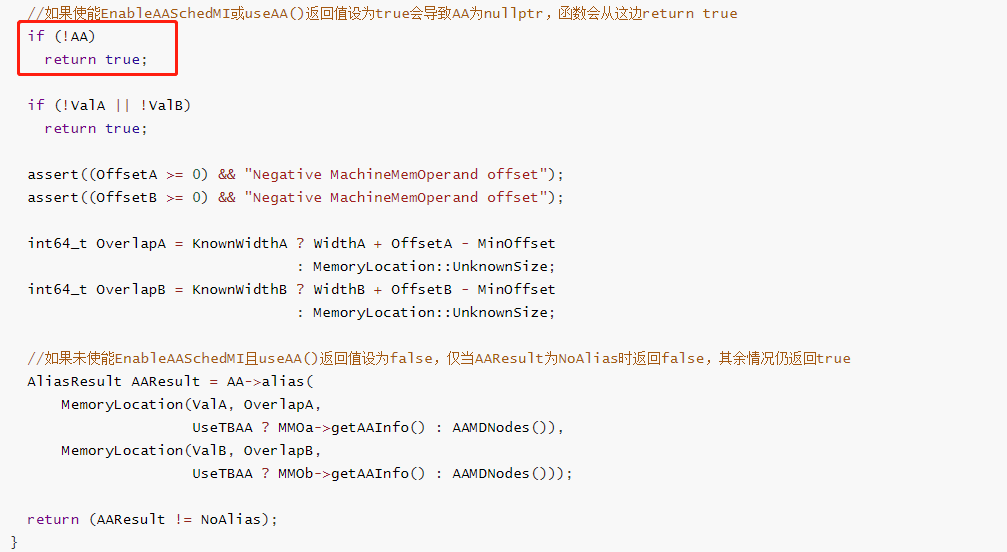 //如果使能EnableAASchedMI或useAA()返回值设为true会导致AA为nullptr，函数会从这边return true
if (!AA)
return true;
if (!ValA || !ValB)
return true;
assert((OffsetA >= 0) && "Negative MachineMemOperand offset");
assert((OffsetB >= 0) && "Negative MachineMemOperand offset");
int64_t OverlapA = KnownWidthA ? WidthA + OffsetA - MinOffset
: MemoryLocation::UnknownSize;
int64_t OverlapB = KnownWidthB ? WidthB + OffsetB - MinOffset
: MemoryLocation::UnknownSize;
//如果未使能EnableAASchedMI且useAA()返回值设为false，仅当AAResult为NoAlias时返回false，其余情况仍返回true
AliasResult AAResult = AA->alias(
MemoryLocation(ValA, OverlapA,
UseTBAA ? MMOa->getAAInfo() : AAMDNodes()),
MemoryLocation(ValB, OverlapB,
UseTBAA ? MMOb->getAAInfo() : AAMDNodes()));
return (AAResult != NoAlias);
}